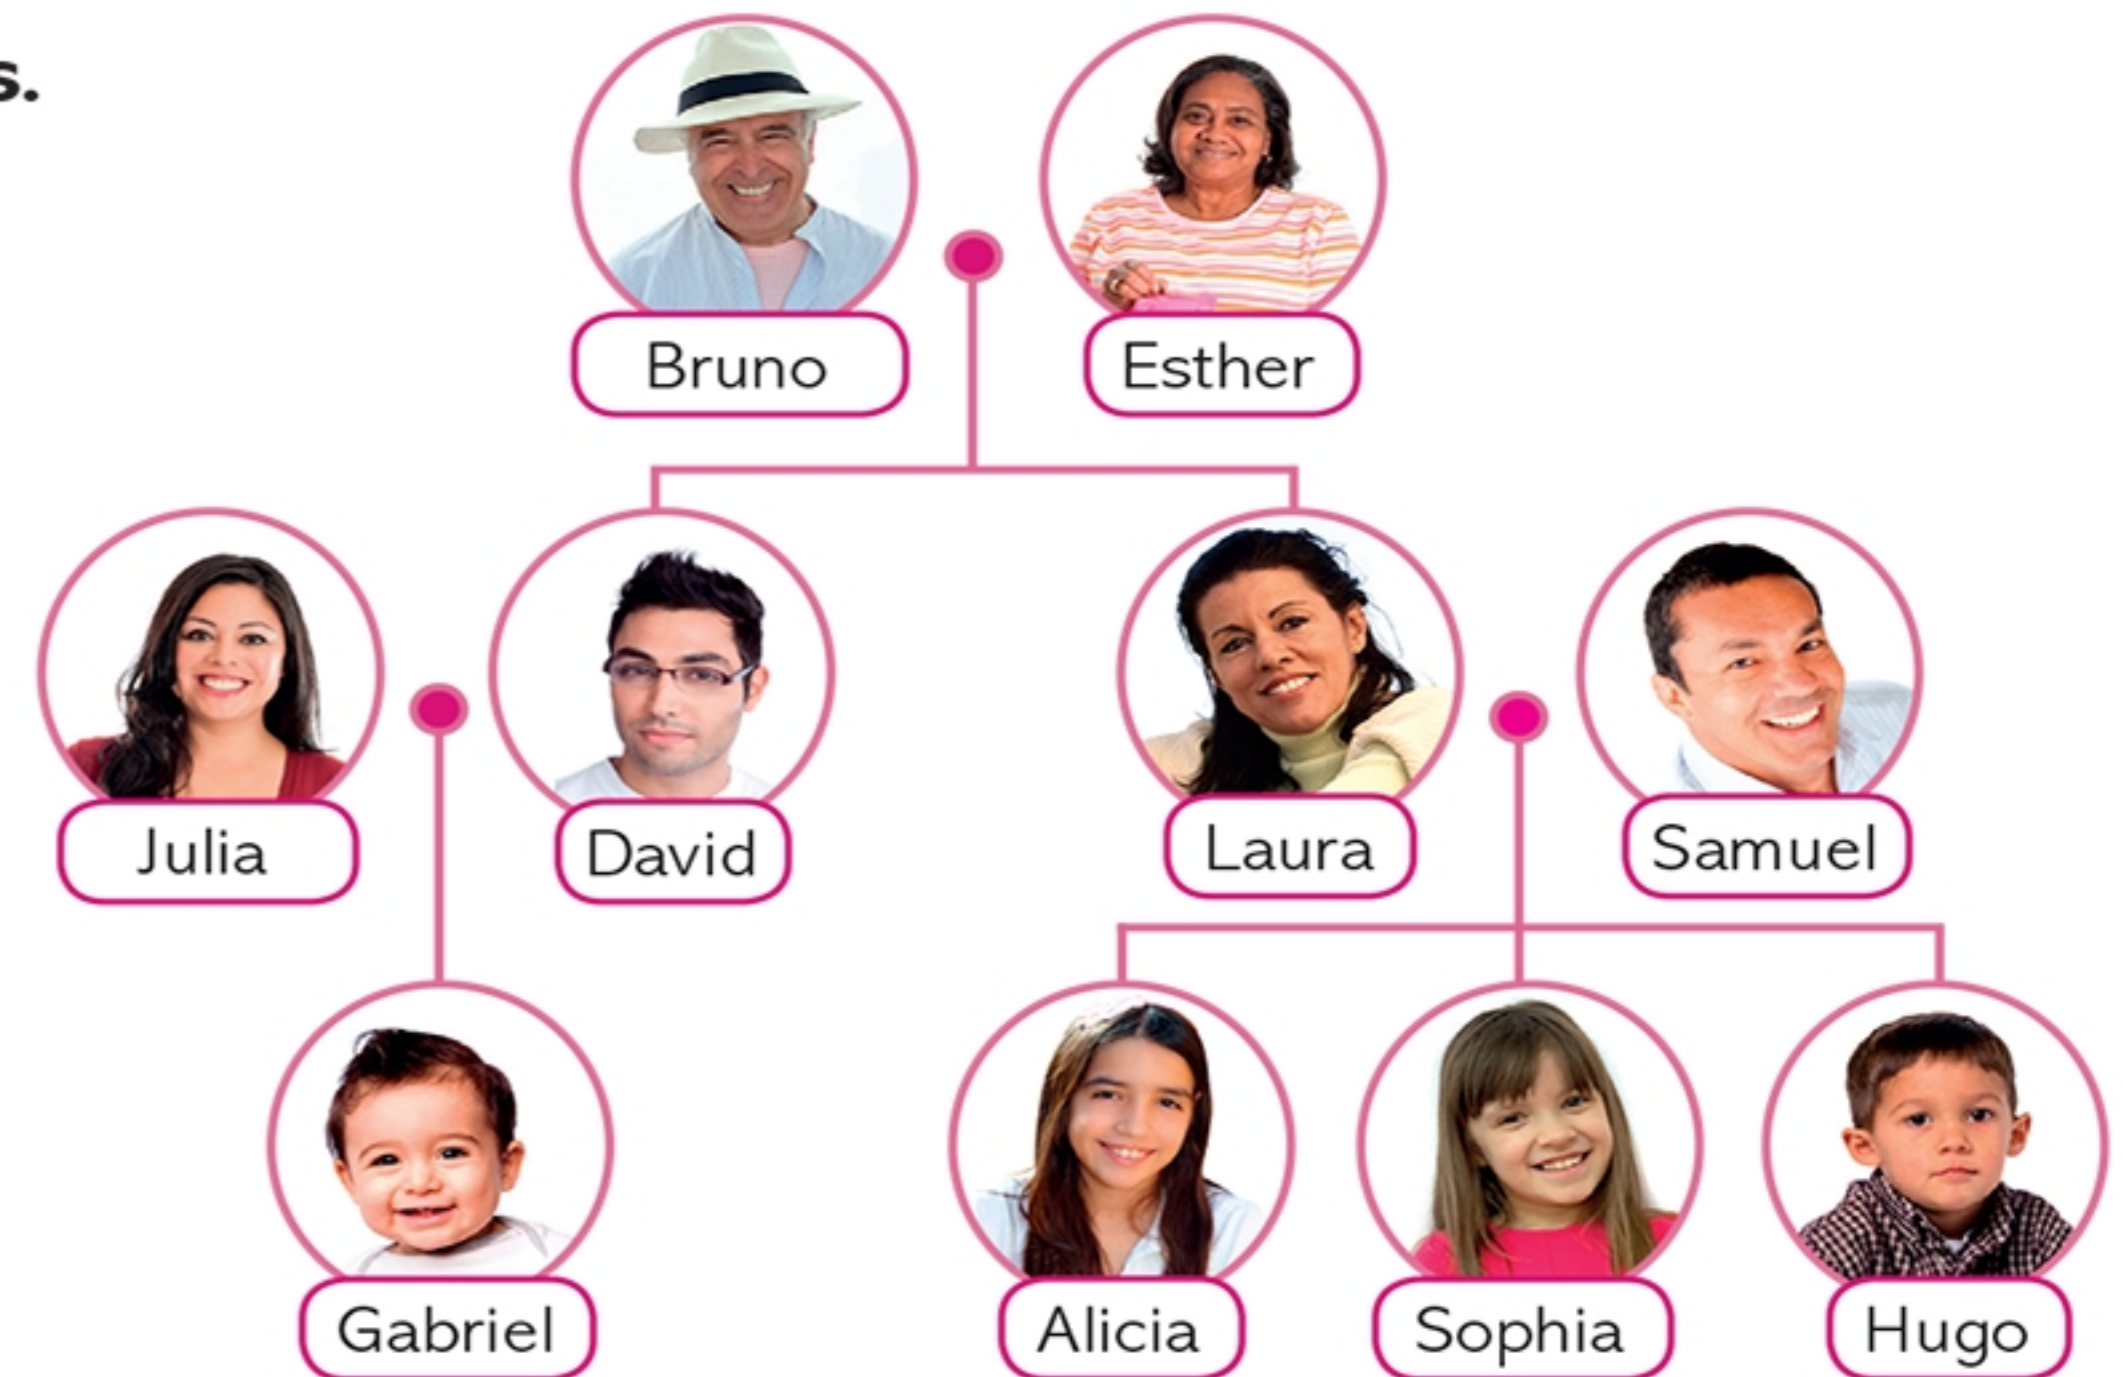 s.
Bruno
Esther
Julia
David
Laura
Samuel
Gabriel
Alicia
Sophia
Hugo